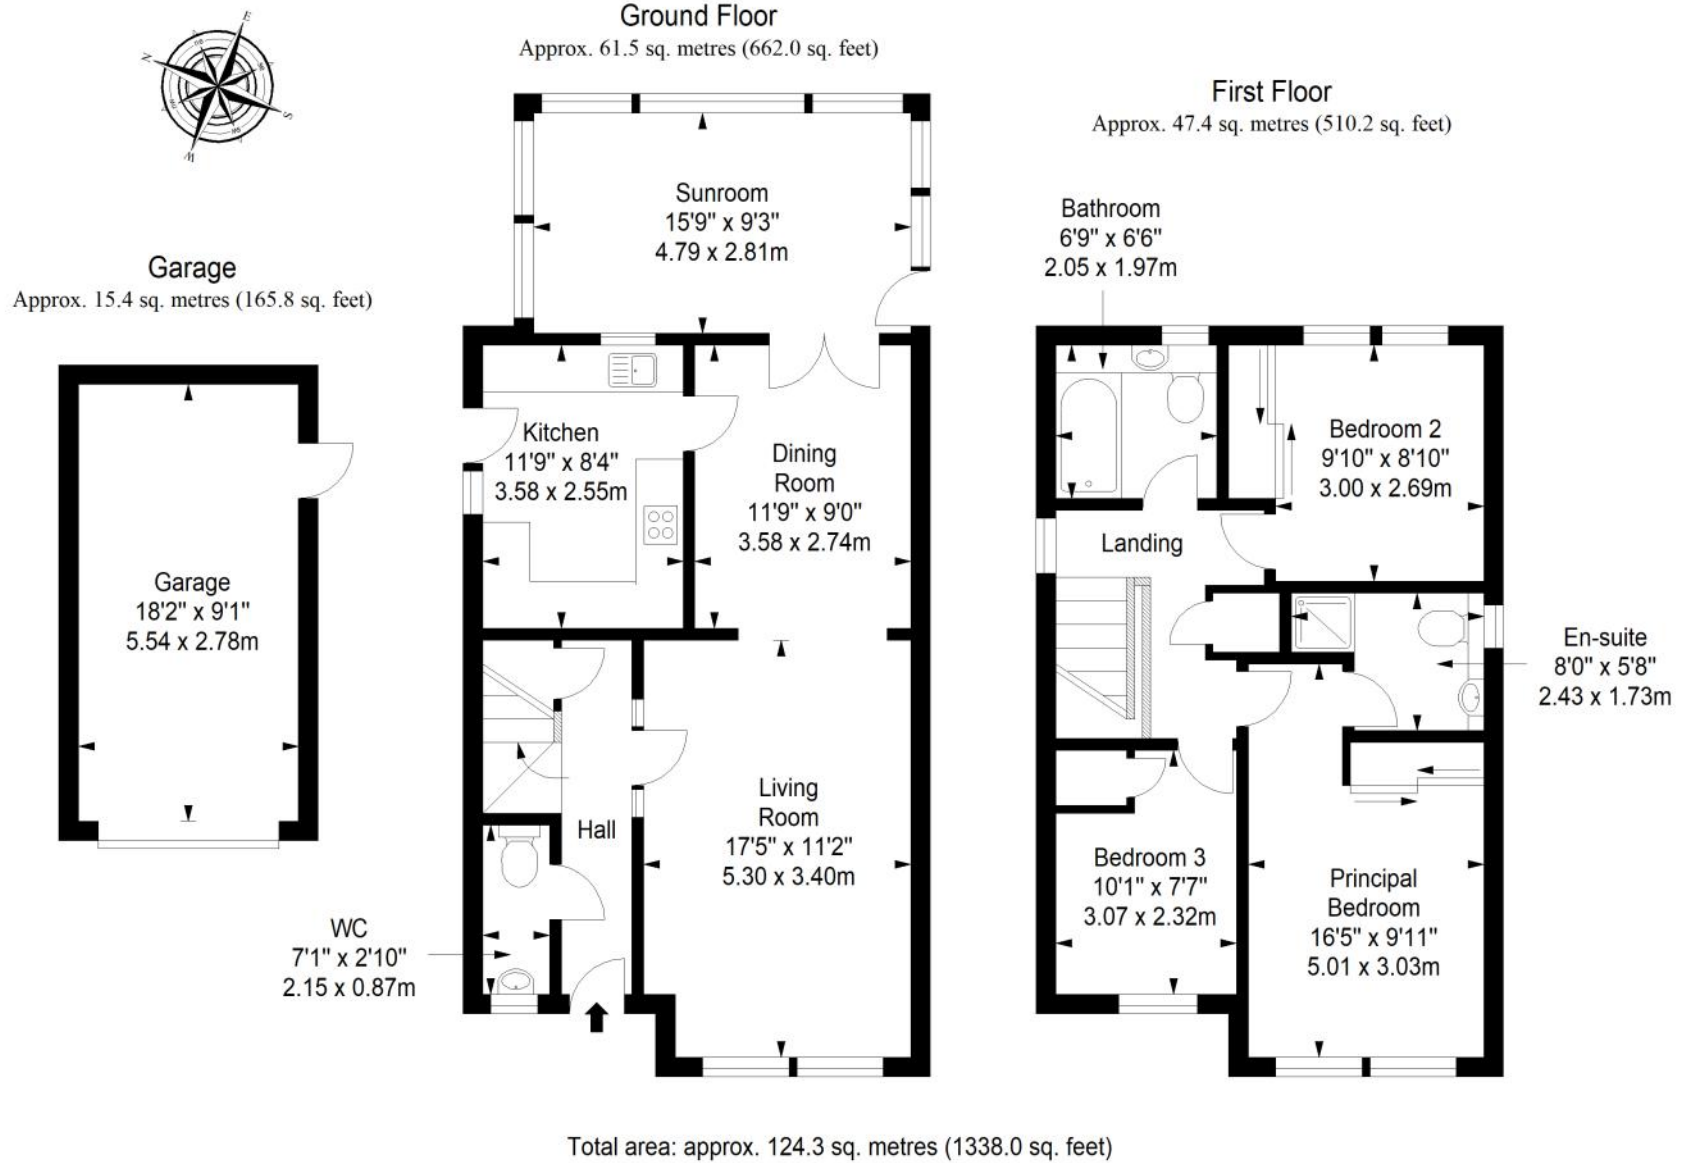 E
N
S
W
Ground Floor
Approx. 61.5 sq. metres (662.0 sq. feet)
First Floor
Approx. 47.4 sq. metres (510.2 sq. feet)
Garage
Approx. 15.4 sq. metres (165.8 sq. feet)
Sunroom
15'9" x 9'3"
4.79 x 2.81m
Bathroom
6'9" x 6'6"
2.05 x 1.97m
Kitchen
11'9" x 8'4"
3.58 x 2.55m
Dining
Room
11'9" x 9'0"
3.58 x 2.74m
Bedroom 2
9'10" x 8'10"
3.00 x 2.69m
Landing
Garage
18'2" x 9'1"
5.54 x 2.78m
En-suite
8'0" x 5'8"
2.43 x 1.73m
Living
Room
17'5" x 11'2"
5.30 x 3.40m
Hall
WC
7'1" x 2'10"
2.15 x 0.87m
Bedroom 3
10'1" x 7'7"
3.07 x 2.32m
Principal
Bedroom
16'5" x 9'11"
5.01 x 3.03m
Total area: approx. 124.3 sq. metres (1338.0 sq. feet)